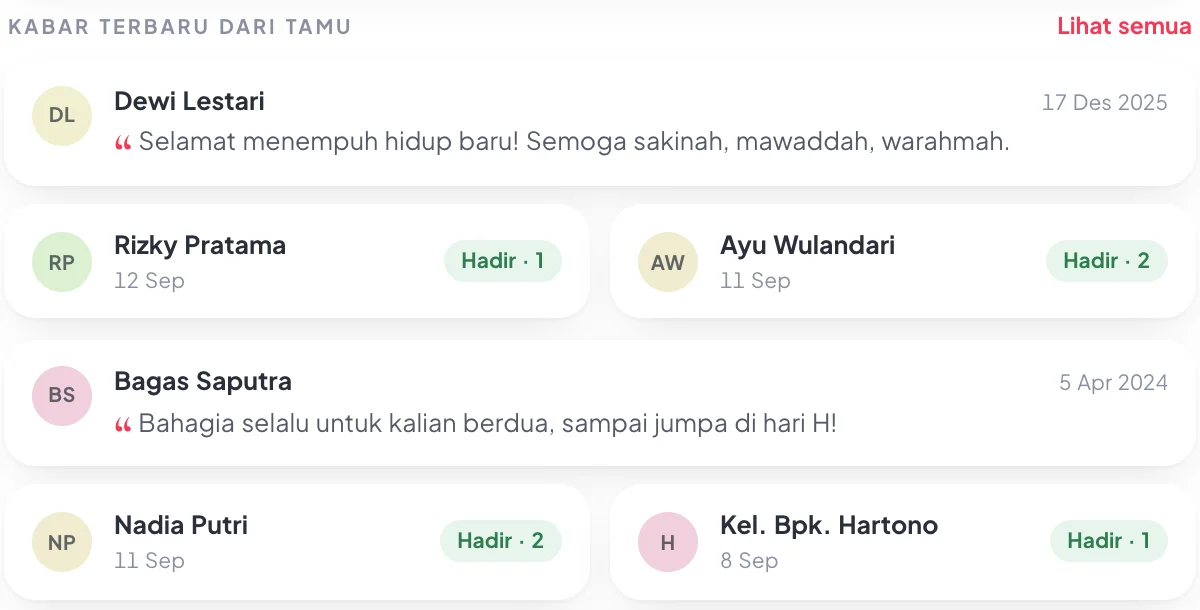 KABAR TERBARU DARI TAMU
Lihat semua
DL
Dewi Lestari
17 Des 2025
“ Selamat menempuh hidup baru! Semoga sakinah, mawaddah, warahmah.
RP
Rizky Pratama
12 Sep
Hadir · 1
AW
Ayu Wulandari
11 Sep
Hadir · 2
BS
Bagas Saputra
5 Apr 2024
“ Bahagia selalu untuk kalian berdua, sampai jumpa di hari H!
NP
Nadia Putri
11 Sep
Hadir · 2
H
Kel. Bpk. Hartono
8 Sep
Hadir · 1